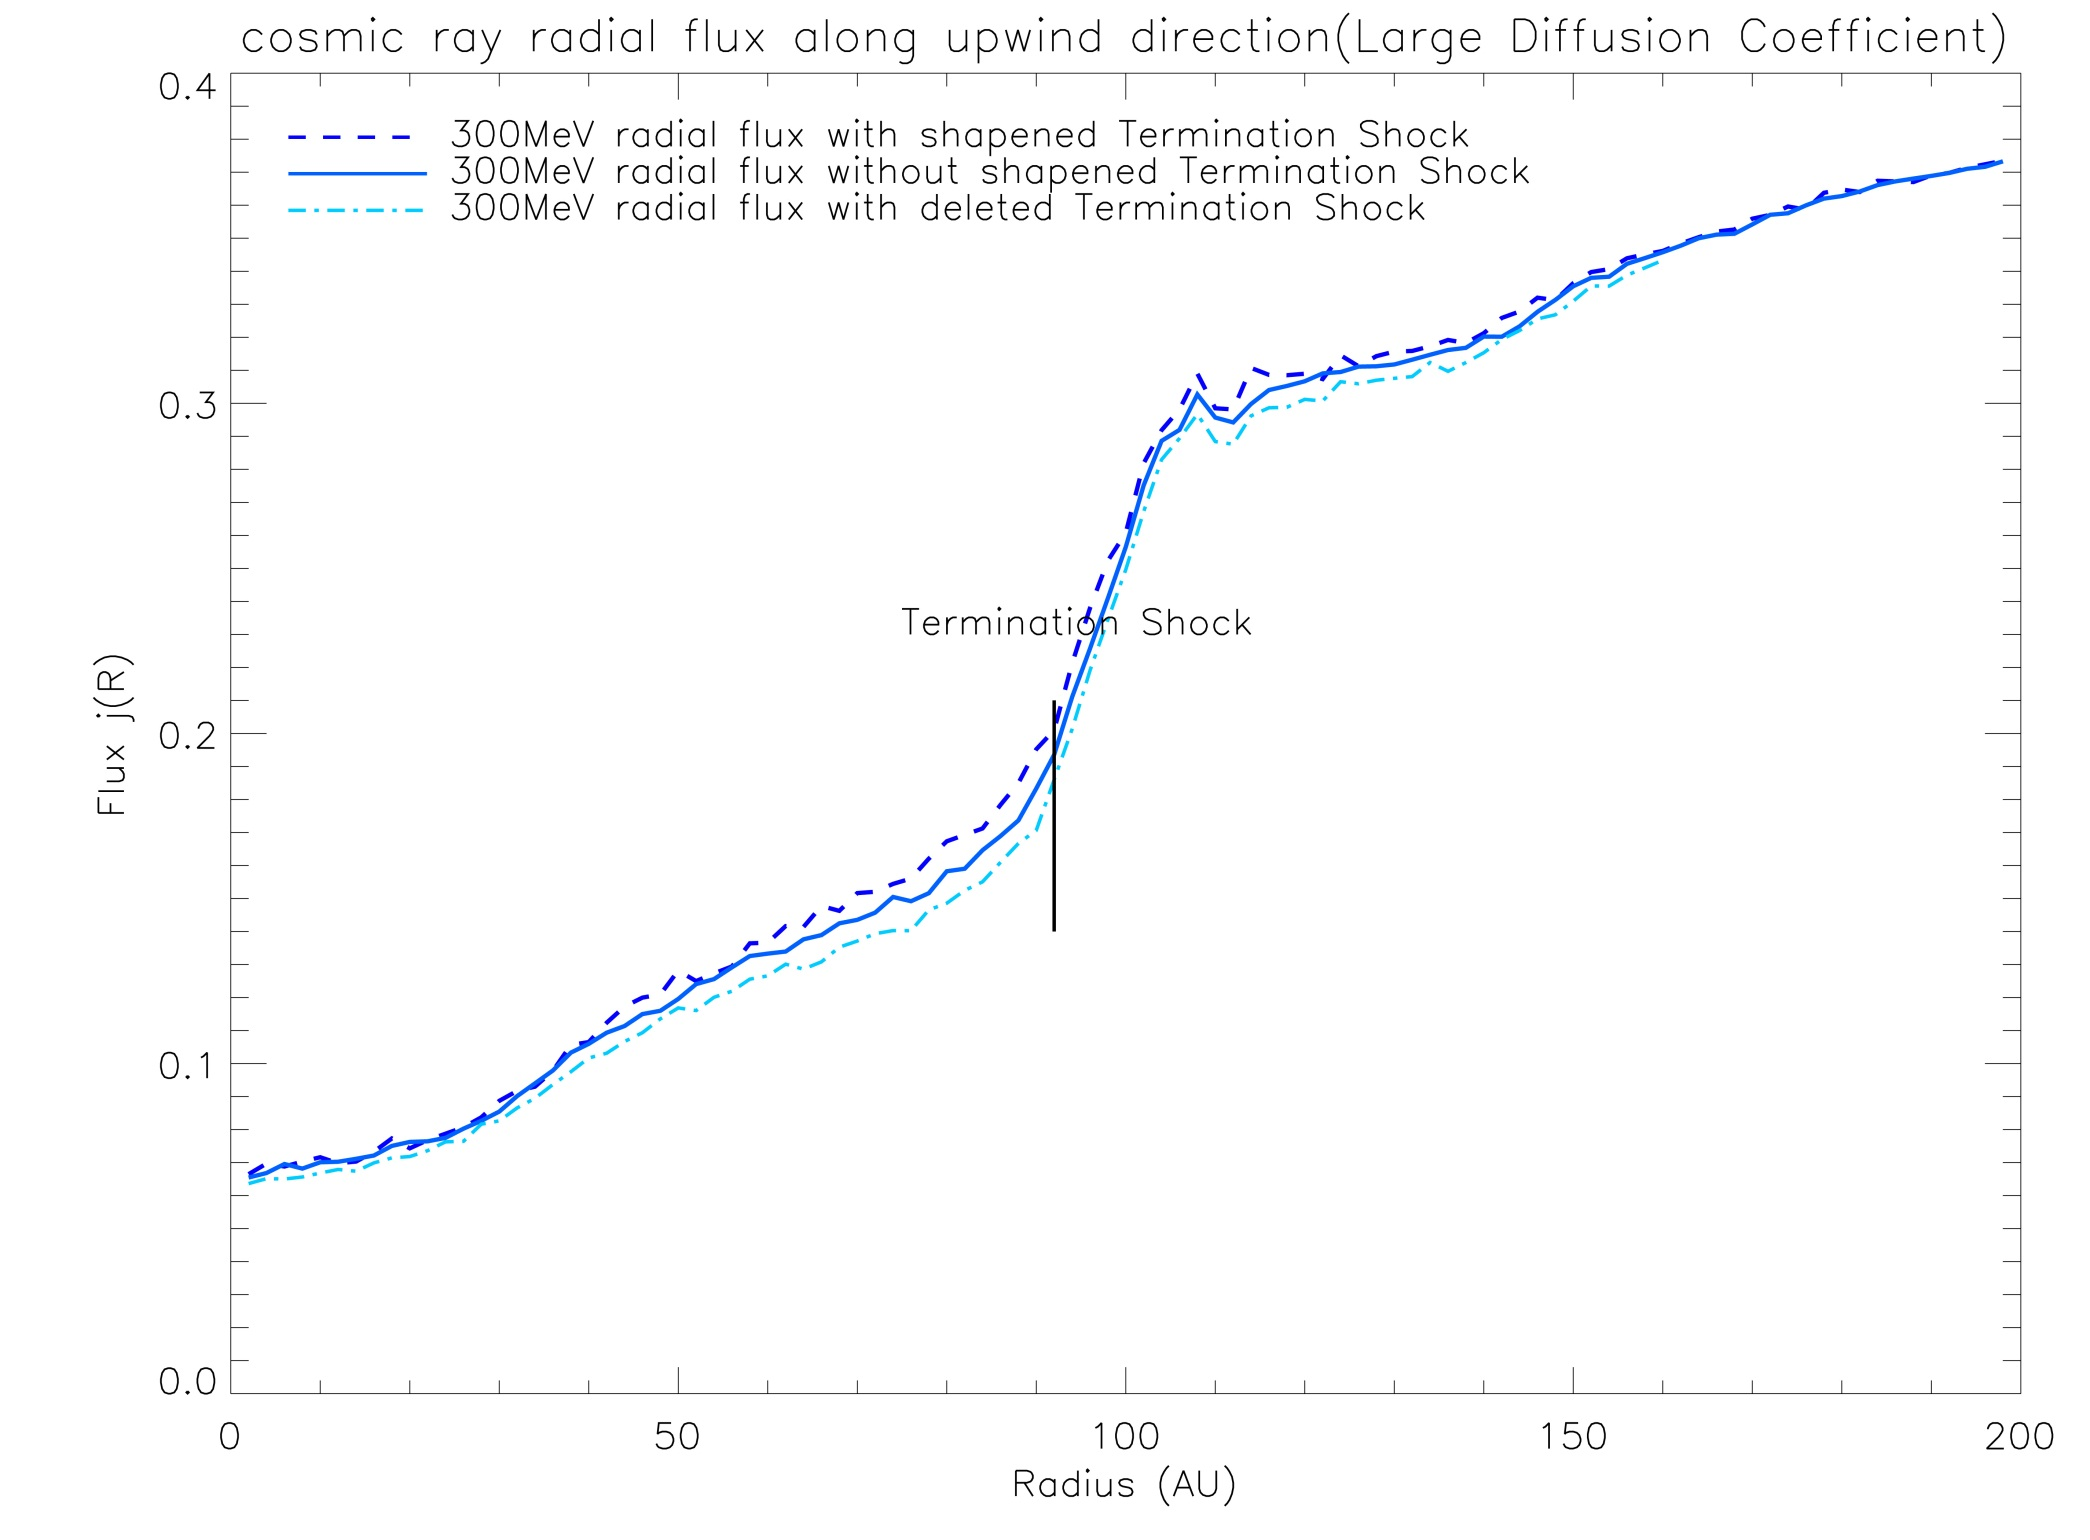 cosmic ray radial flux along upwind direction(Large Diffusion Coefficient)
0.4
300MeV radial flux with shapened Termination Shock
300MeV radial flux without shapened Termination Shock
300MeV radial flux with deleted Termination Shock
0.3
Termination Shock
0.2
Flux j(R)
0.1
0.0
0 50 100 150 200
Radius (AU)